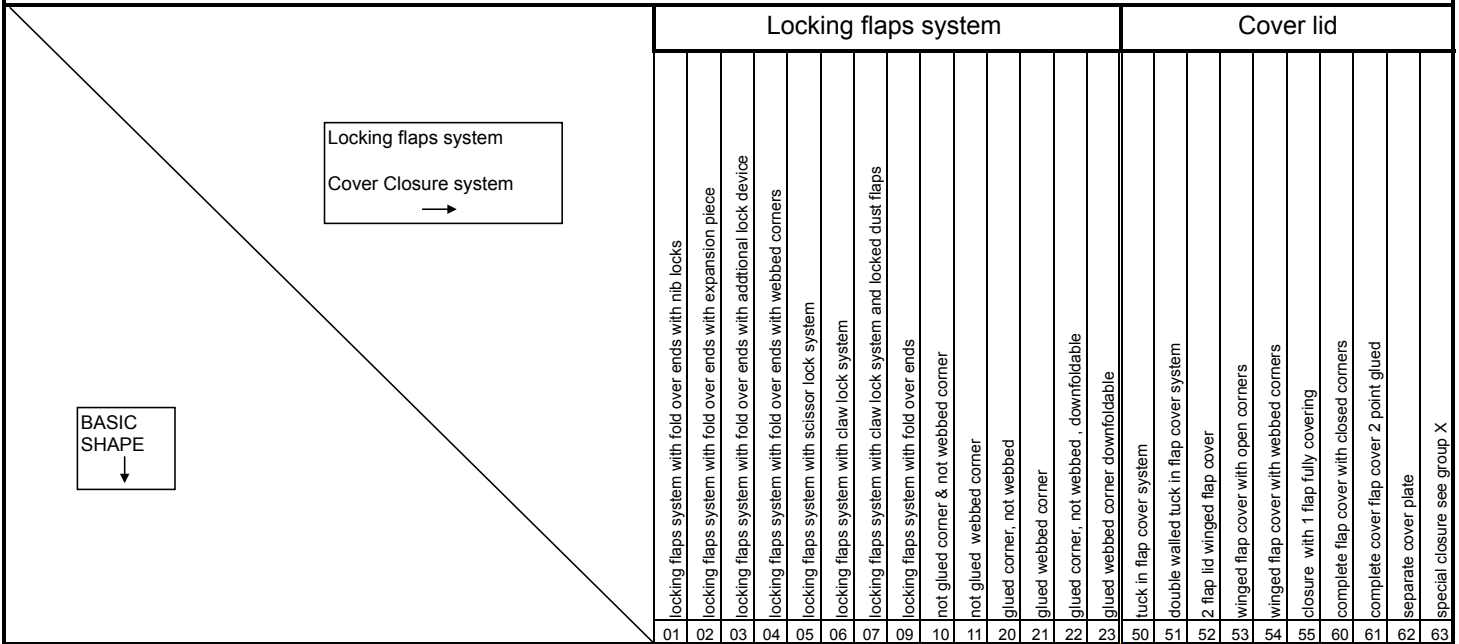 Locking flaps system
Cover lid
Locking flaps system
Cover Closure system
→
BASIC
SHAPE
↓
locking flaps system with fold over ends with nib locks
locking flaps system with fold over ends with expansion piece
locking flaps system with fold over ends with addtional lock device
locking flaps system with fold over ends with webbed corners
locking flaps system with scissor lock system
locking flaps system with claw lock system
locking flaps system with claw lock system and locked dust flaps
locking flaps system with fold over ends
not glued corner & not webbed corner
not glued webbed corner
glued corner, not webbed
glued webbed corner
glued corner, not webbed , downfoldable
glued webbed corner downfoldable
tuck in flap cover system
double walled tuck in flap cover system
2 flap lid winged flap cover
winged flap cover with open corners
winged flap cover with webbed corners
closure with 1 flap fully covering
complete flap cover with closed corners
complete cover flap cover 2 point glued
separate cover plate
special closure see group X
01 02 03 04 05 06 07 09 10 11 20 21 22 23 50 51 52 53 54 55 60 61 62 63